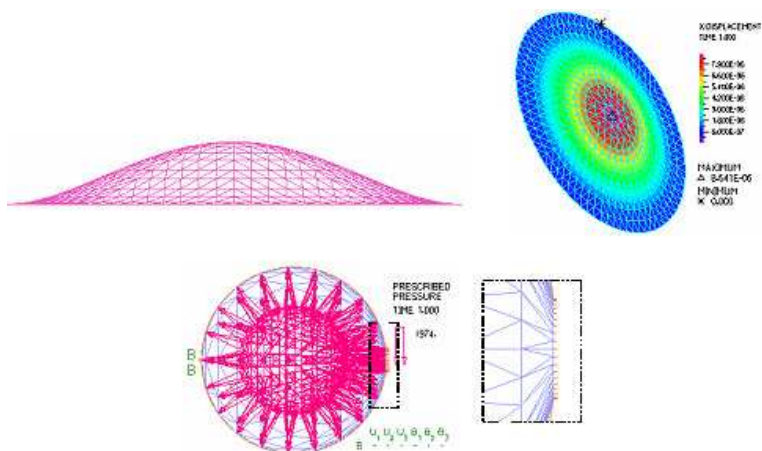 X-DISPLACEMENT
TIME 1.000
7.800E-06
6.600E-06
5.400E-06
4.200E-06
3.000E-06
1.800E-06
6.000E-07
MAXIMUM
Δ 8.641E-06
MINIMUM
* 0.000
PRESCRIBED
PRESSURE
TIME 1.000
1974.
B
B
U₁ U₂ U₃ θ₁ θ₂ θ₃
B - - - - - -